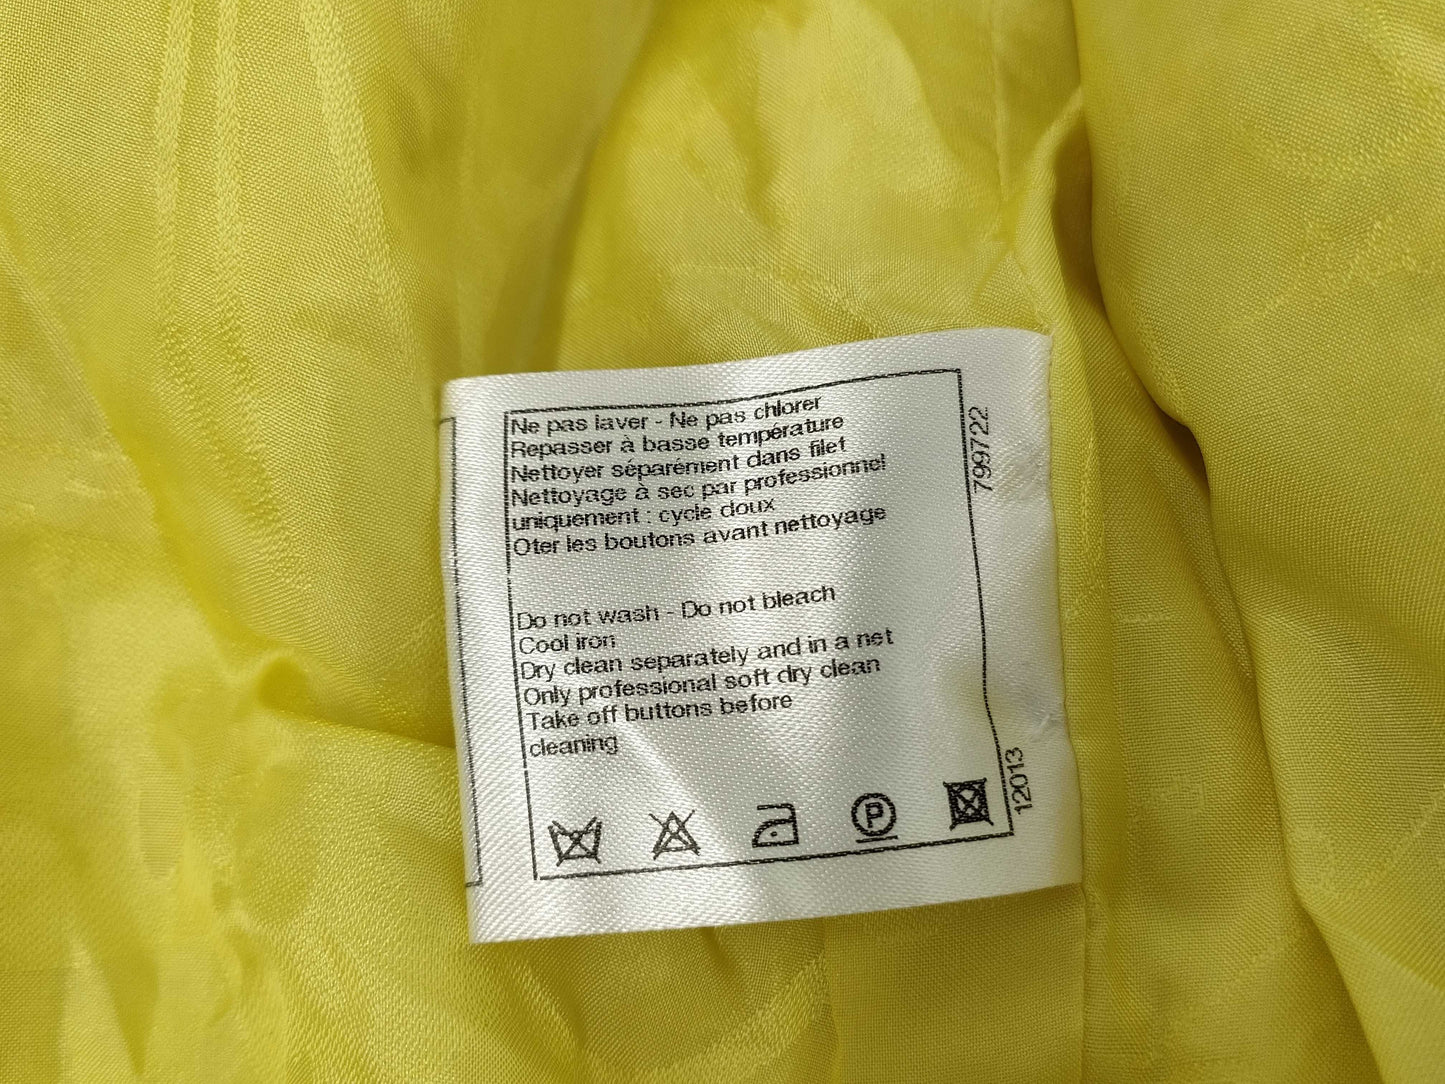 Ne pas laver - Ne pas chlorer
Repasser à basse température
Nettoyer séparément dans filet
Nettoyage à sec par professionnel
uniquement : cycle doux
Oter les boutons avant nettoyage
Do not wash - Do not bleach
Cool iron
Dry clean separately and in a net
Only professional soft dry clean
Take off buttons before
cleaning
P
799722
12013